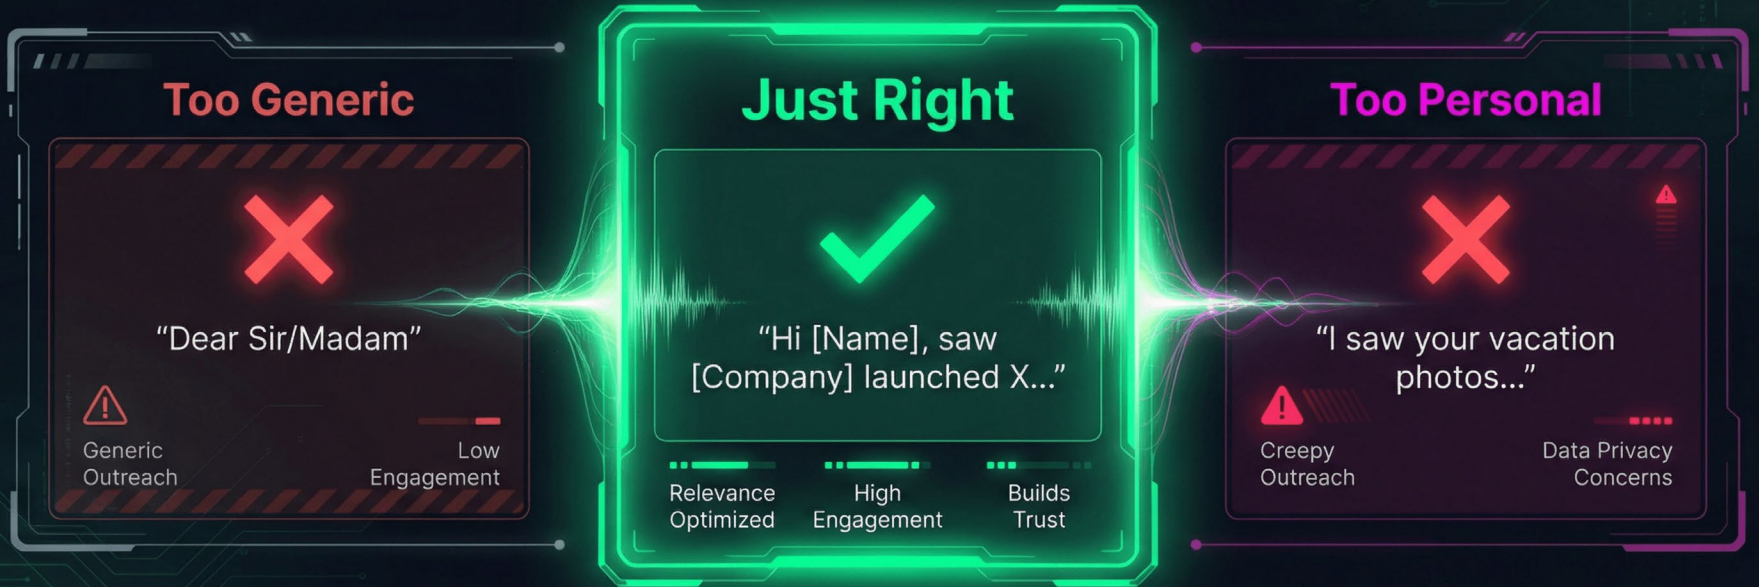 Too Generic
“Dear Sir/Madam”
Generic
Outreach
Low
Engagement
Just Right
“Hi [Name], saw
[Company] launched X...”
Relevance
Optimized
High
Engagement
Builds
Trust
Too Personal
“I saw your vacation
photos...”
Creepy
Outreach
Data Privacy
Concerns